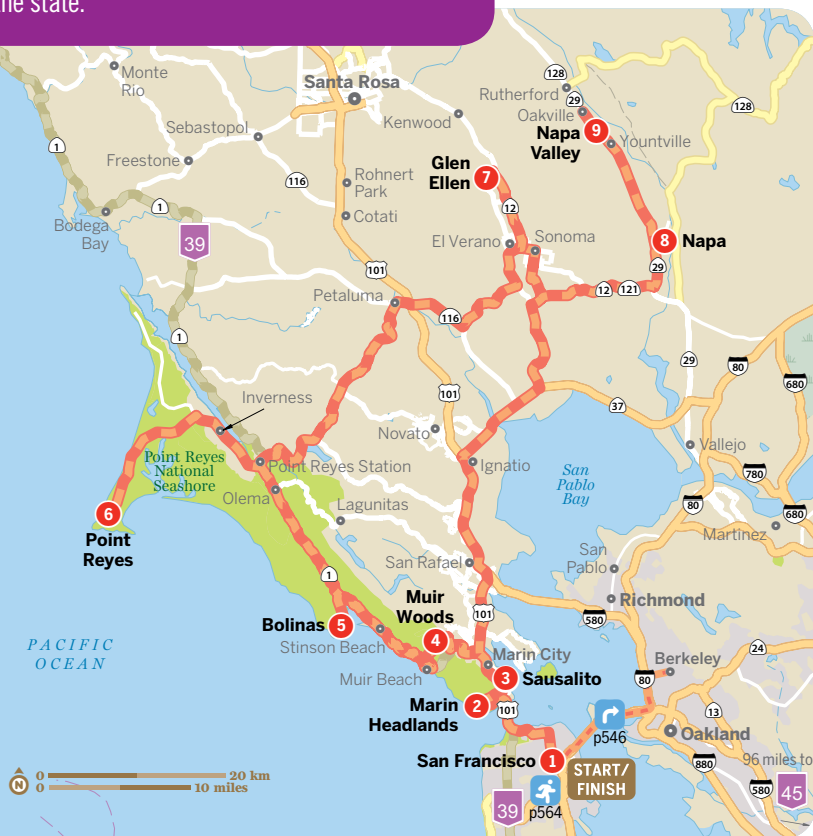 the state.
Monte
Rio
Santa Rosa
128
Rutherford
29
Oakville
128
Kenwood
Napa
Valley
9
Yountville
Sebastopol
1
Freestone
Glen
Ellen
7
116
Rohnert
Park
Cotati
12
1
Bodega
Bay
39
El Verano
Sonoma
8
Napa
29
101
12
121
Petaluma
116
1
29
80
680
Inverness
101
37
Novato
Vallejo
Point Reyes
National
Seashore
Point Reyes Station
Ignatio
San
Pablo
Bay
780
Olema
Lagunitas
80
680
6
Point
Reyes
Martinez
San Rafael
San
Pablo
1
Muir
Woods
101
Richmond
580
Bolinas
5
4
Stinson Beach
Marin City
24
PACIFIC
OCEAN
Berkeley
Muir Beach
3
Sausalito
80
Marin
Headlands
2
101
13
p546
Oakland
San Francisco
1
START/
FINISH
880
96 miles to
N
0
20 km
0
10 miles
39
p564
580
45